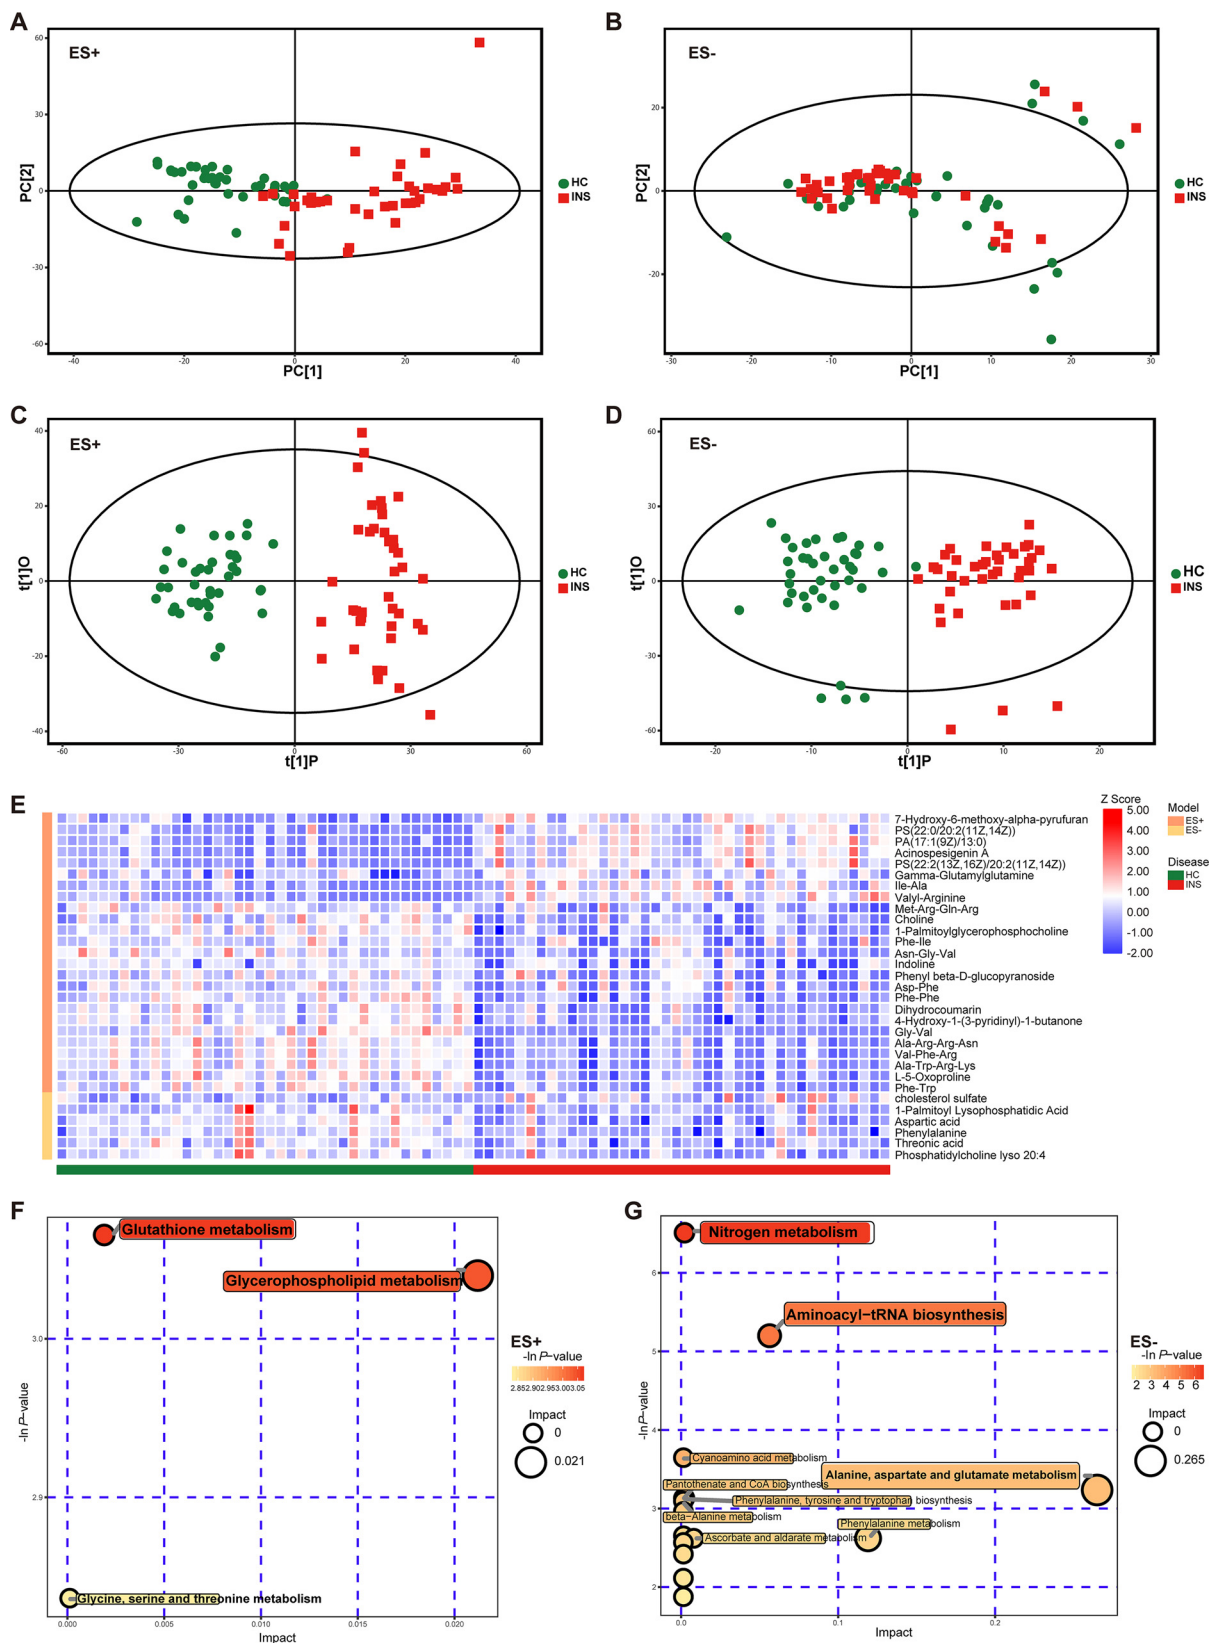 A
ES+
60
30
0
-30
-60
PC[2]
-40
-20
0
20
40
PC[1]
HC
INS
B
ES-
20
0
-20
PC[2]
-30
-20
-10
0
10
20
30
PC[1]
HC
INS
C
ES+
40
20
0
-20
-40
t[1]O
-60
-30
0
30
60
t[1]P
HC
INS
D
ES-
60
30
0
-30
-60
t[1]O
-20
-10
0
10
20
t[1]P
HC
INS
E
7-Hydroxy-6-methoxy-alpha-pyrufuran
PS(22:0/20:2(11Z,14Z))
PA(17:1(9Z)/13:0)
Acinospesigenin A
PS(22:2(13Z,16Z)/20:2(11Z,14Z))
Gamma-Glutamylglutamine
Ile-Ala
Valyl-Arginine
Met-Arg-Gln-Arg
Choline
1-Palmitoylglycerophosphocholine
Phe-Ile
Asn-Gly-Val
Indoline
Phenyl beta-D-glucopyranoside
Asp-Phe
Phe-Phe
Dihydrocoumarin
4-Hydroxy-1-(3-pyridinyl)-1-butanone
Gly-Val
Ala-Arg-Arg-Asn
Val-Phe-Arg
Ala-Trp-Arg-Lys
L-5-Oxoproline
Phe-Trp
cholesterol sulfate
1-Palmitoyl Lysophosphatidic Acid
Aspartic acid
Phenylalanine
Threonic acid
Phosphatidylcholine lyso 20:4
Z Score
5.00
4.00
3.00
2.00
1.00
0.00
-1.00
-2.00
Model
ES+
ES-
Disease
HC
INS
F
Glutathione metabolism
Glycerophospholipid metabolism
Glycine, serine and threonine metabolism
3.0
2.9
-ln P-value
0.000
0.005
0.010
0.015
0.020
Impact
ES+
-ln P-value
2.852.902.953.003.05
Impact
0
0.021
G
Nitrogen metabolism
Aminoacyl-tRNA biosynthesis
Cyanoamino acid metabolism
Alanine, aspartate and glutamate metabolism
Pantothenate and CoA biosynthesis
Phenylalanine, tyrosine and tryptophan biosynthesis
beta-Alanine metabolism
Phenylalanine metabolism
Ascorbate and aldarate metabolism
6
5
4
3
2
-ln P-value
0.0
0.1
0.2
Impact
ES-
-ln P-value
2 3 4 5 6
Impact
0
0.265